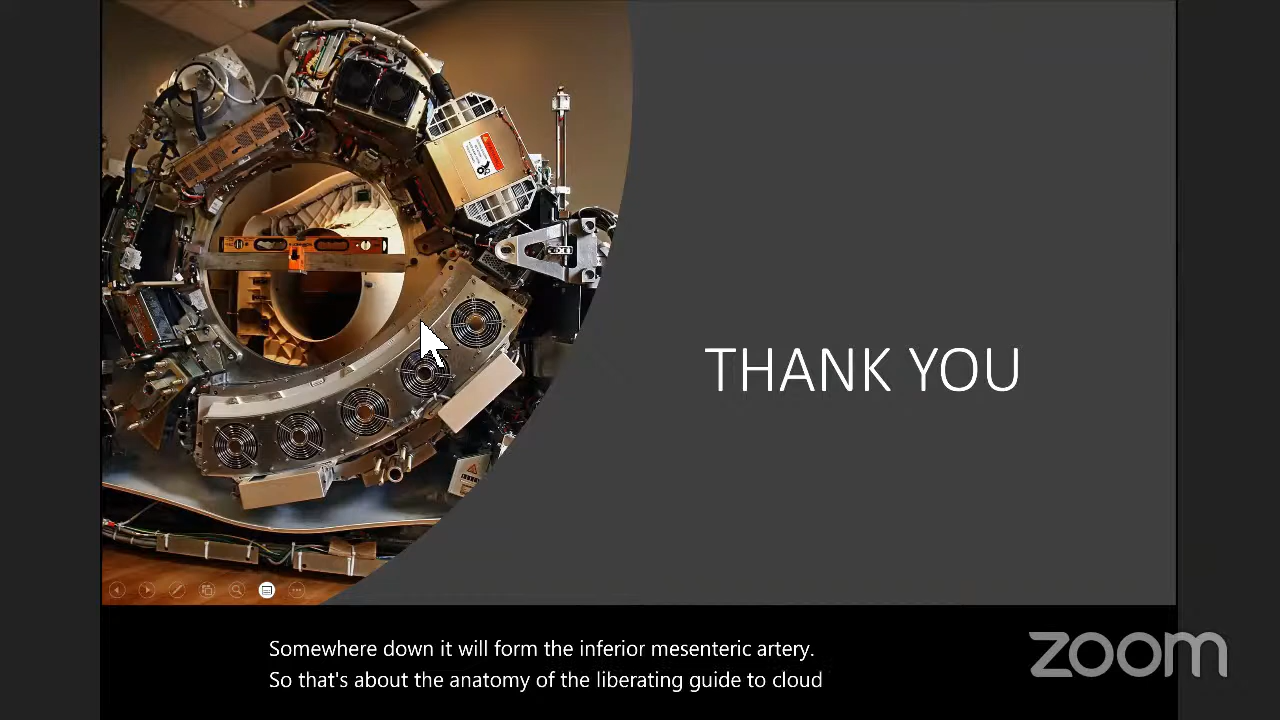 THANK YOU
Somewhere down it will form the inferior mesenteric artery.
So that's about the anatomy of the liberating guide to cloud
zoom